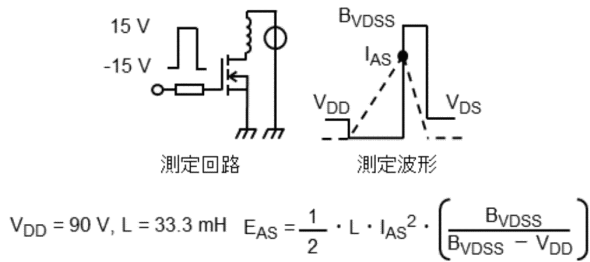 15 V
-15 V
BVDSS
IAS
VDD
VDS
測定回路
測定波形
VDD = 90 V, L = 33.3 mH EAS = 1/2 · L · IAS² · (BVDSS / (BVDSS − VDD))